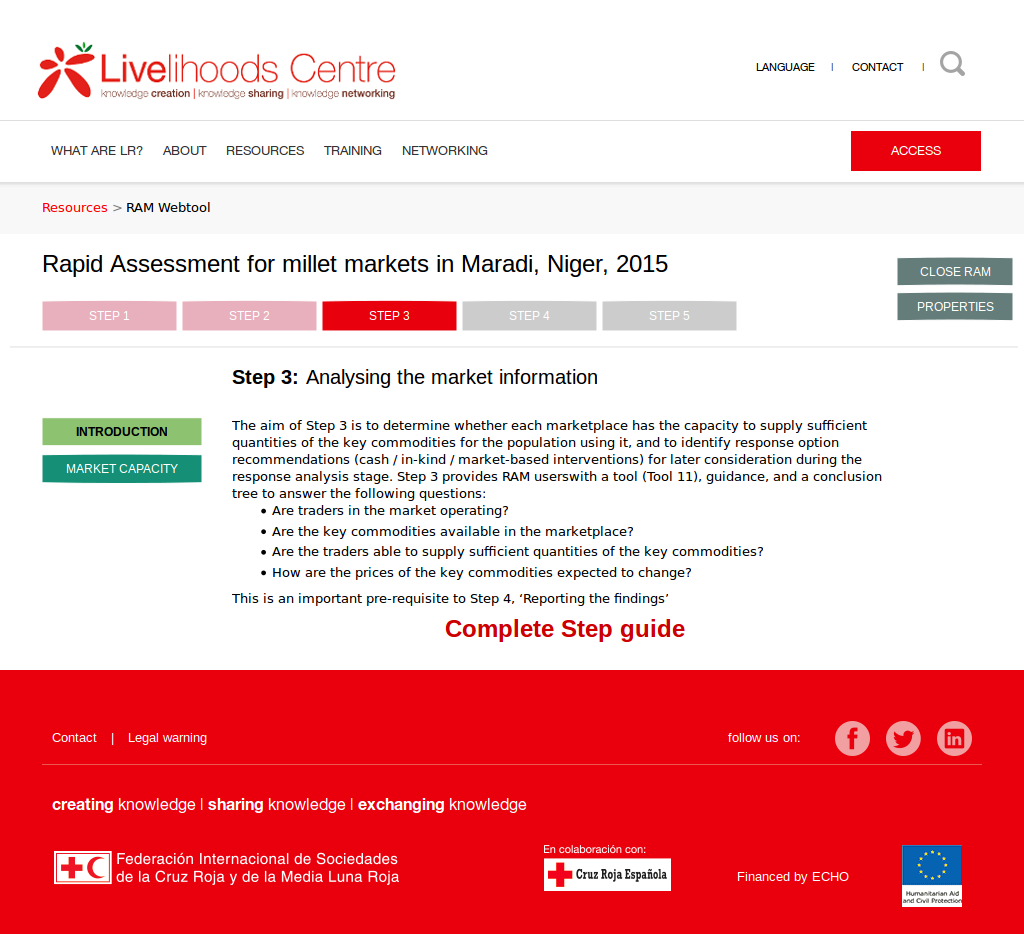 Livelihoods Centre
knowledge creation | knowledge sharing | knowledge networking
LANGUAGE | CONTACT |
WHAT ARE LR? ABOUT RESOURCES TRAINING NETWORKING ACCESS
Resources > RAM Webtool
Rapid Assessment for millet markets in Maradi, Niger, 2015
CLOSE RAM
PROPERTIES
STEP 1 STEP 2 STEP 3 STEP 4 STEP 5
Step 3: Analysing the market information
INTRODUCTION
MARKET CAPACITY
The aim of Step 3 is to determine whether each marketplace has the capacity to supply sufficient
quantities of the key commodities for the population using it, and to identify response option
recommendations (cash / in-kind / market-based interventions) for later consideration during the
response analysis stage. Step 3 provides RAM userswith a tool (Tool 11), guidance, and a conclusion
tree to answer the following questions:
• Are traders in the market operating?
• Are the key commodities available in the marketplace?
• Are the traders able to supply sufficient quantities of the key commodities?
• How are the prices of the key commodities expected to change?
This is an important pre-requisite to Step 4, ‘Reporting the findings’
Complete Step guide
Contact | Legal warning
follow us on:
creating knowledge | sharing knowledge | exchanging knowledge
Federación Internacional de Sociedades
de la Cruz Roja y de la Media Luna Roja
En colaboración con:
Cruz Roja Española
Financed by ECHO
Humanitarian Aid
and Civil Protection